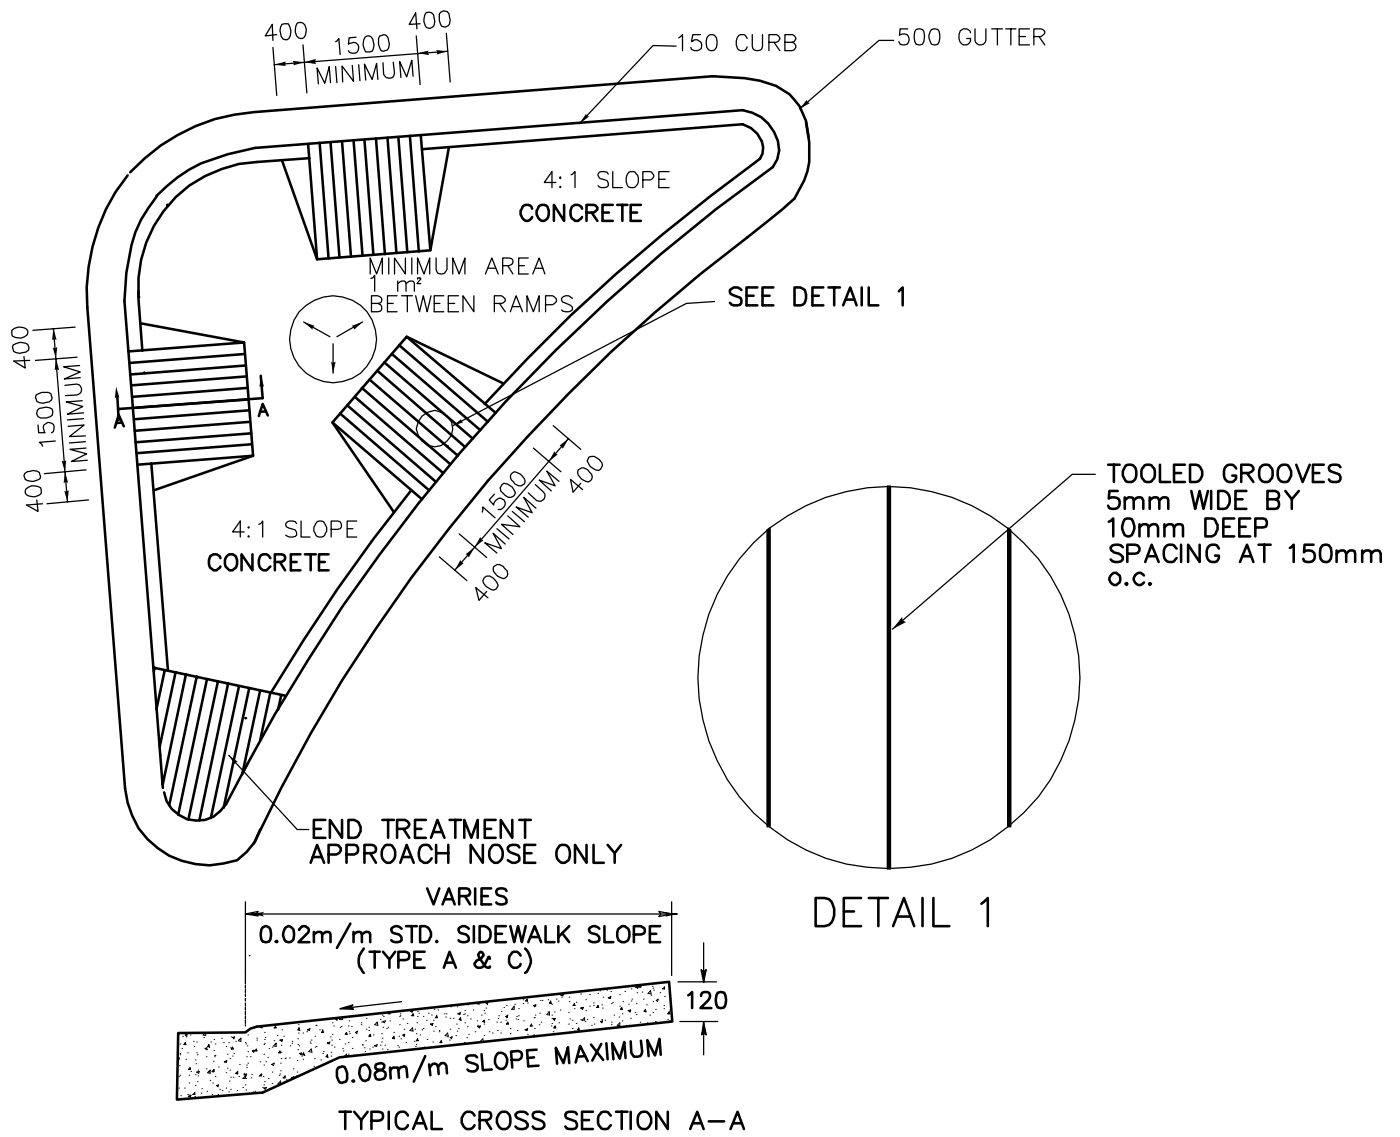 400
1500
MINIMUM
400
150 CURB
500 GUTTER
4:1 SLOPE
CONCRETE
MINIMUM AREA
1 m²
BETWEEN RAMPS
SEE DETAIL 1
400
1500
MINIMUM
400
A
A
1500
MINIMUM
400
400
4:1 SLOPE
CONCRETE
TOOLED GROOVES
5mm WIDE BY
10mm DEEP
SPACING AT 150mm
o.c.
END TREATMENT
APPROACH NOSE ONLY
DETAIL 1
VARIES
0.02m/m STD. SIDEWALK SLOPE
(TYPE A & C)
120
0.08m/m SLOPE MAXIMUM
TYPICAL CROSS SECTION A-A